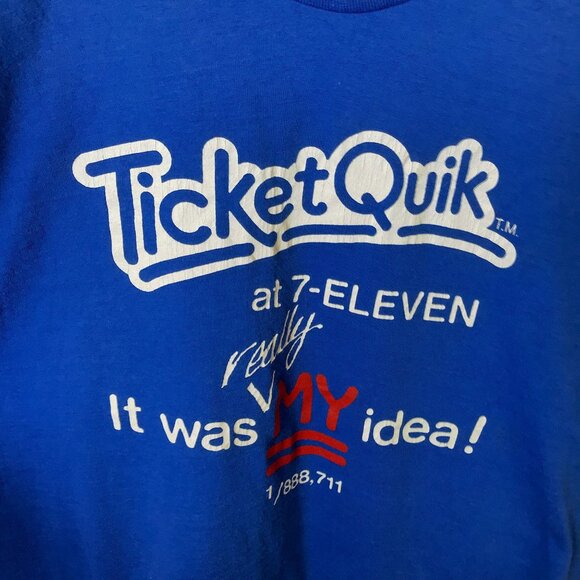 TicketQuik T.M.
at 7-ELEVEN
really
It was MY idea!
1/888,711